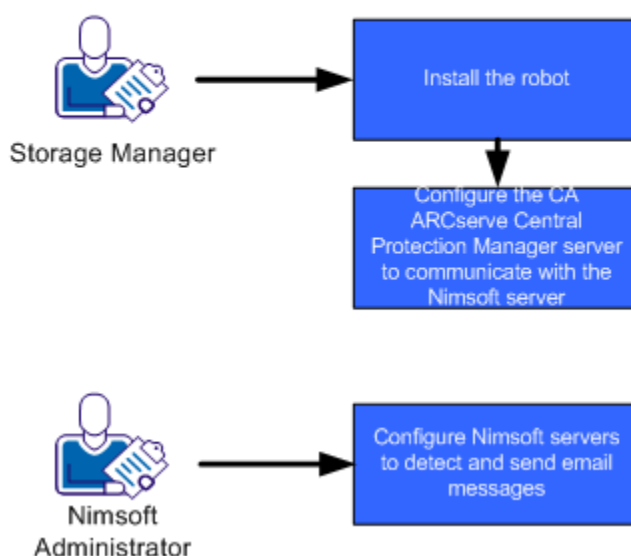 Install the robot
Storage Manager
Configure the CA
ARCserve Central
Protection Manager server
to communicate with the
Nimsoft server
Configure Nimsoft servers
to detect and send email
messages
Nimsoft
Administrator